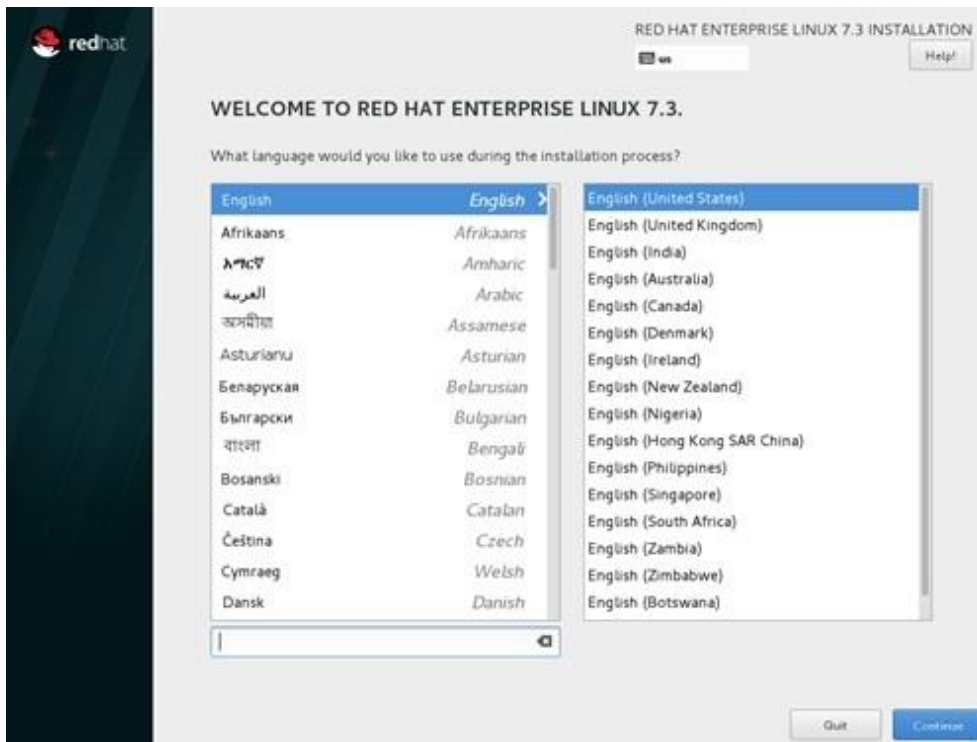 redhat
RED HAT ENTERPRISE LINUX 7.3 INSTALLATION
us
Help!
WELCOME TO RED HAT ENTERPRISE LINUX 7.3.
What language would you like to use during the installation process?
English English
Afrikaans Afrikaans
አማርኛ Amharic
العربية Arabic
অসমীয়া Assamese
Asturianu Asturian
Беларуская Belarusian
Български Bulgarian
বাংলা Bengali
Bosanski Bosnian
Català Catalan
Čeština Czech
Cymraeg Welsh
Dansk Danish
English (United States)
English (United Kingdom)
English (India)
English (Australia)
English (Canada)
English (Denmark)
English (Ireland)
English (New Zealand)
English (Nigeria)
English (Hong Kong SAR China)
English (Philippines)
English (Singapore)
English (South Africa)
English (Zambia)
English (Zimbabwe)
English (Botswana)
Quit
Continue